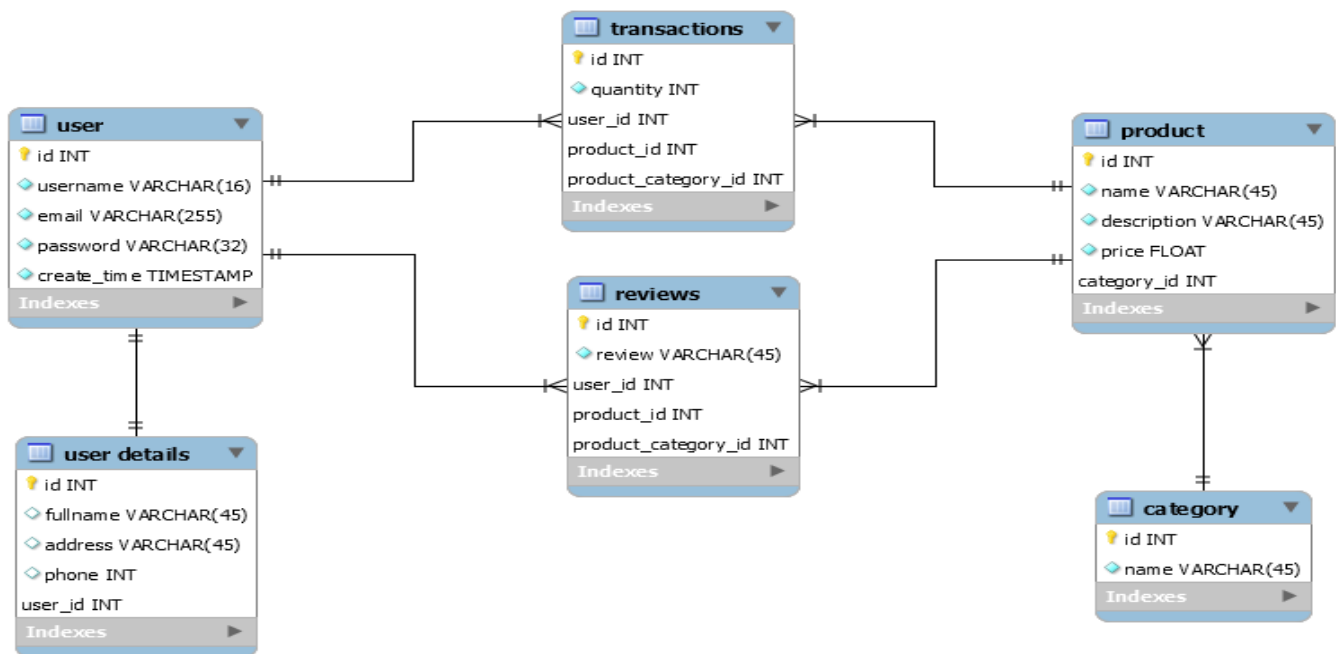 transactions
id INT
quantity INT
user_id INT
product_id INT
product_category_id INT
Indexes
user
id INT
username VARCHAR(16)
email VARCHAR(255)
password VARCHAR(32)
create_time TIMESTAMP
Indexes
product
id INT
name VARCHAR(45)
description VARCHAR(45)
price FLOAT
category_id INT
Indexes
reviews
id INT
review VARCHAR(45)
user_id INT
product_id INT
product_category_id INT
Indexes
user details
id INT
fullname VARCHAR(45)
address VARCHAR(45)
phone INT
user_id INT
Indexes
category
id INT
name VARCHAR(45)
Indexes